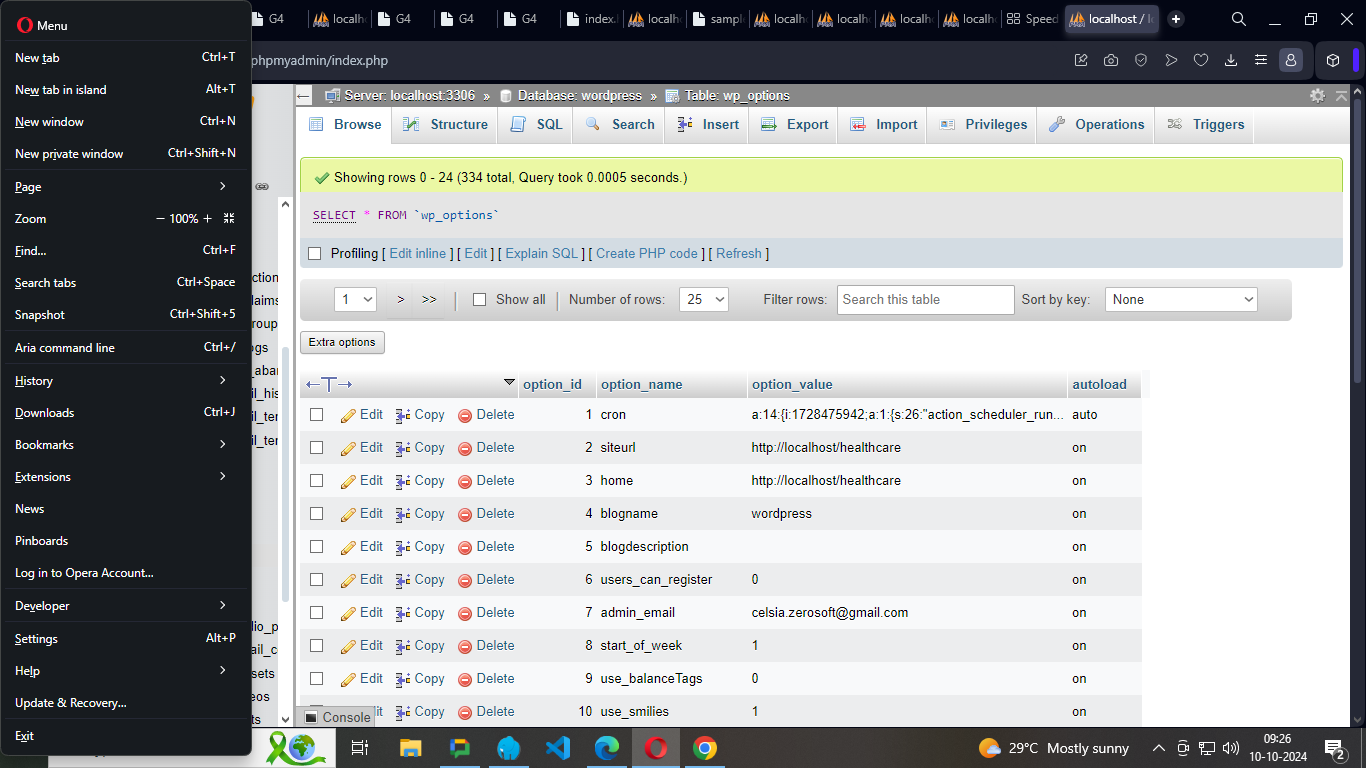 Menu
New tab Ctrl+T
New tab in island Alt+T
New window Ctrl+N
New private window Ctrl+Shift+N
Page
Zoom − 100% +
Find... Ctrl+F
Search tabs Ctrl+Space
Snapshot Ctrl+Shift+5
Aria command line Ctrl+/
History
Downloads Ctrl+J
Bookmarks
Extensions
News
Pinboards
Log in to Opera Account...
Developer
Settings Alt+P
Help
Update & Recovery...
Exit
G4 localh G4 G4 G4 index. localh sampl localh localh localh localh Speed localhost / l
phpmyadmin/index.php
ction
laims
roup
gs
_aba
il_his
il_ter
il_ter
lio_p
ail_c
sets
eos
ts
Server: localhost:3306 » Database: wordpress » Table: wp_options
Browse Structure SQL Search Insert Export Import Privileges Operations Triggers
Showing rows 0 - 24 (334 total, Query took 0.0005 seconds.)
SELECT * FROM `wp_options`
Profiling [ Edit inline ] [ Edit ] [ Explain SQL ] [ Create PHP code ] [ Refresh ]
1 > >> Show all Number of rows: 25 Filter rows: Search this table Sort by key: None
Extra options
←T→ option_id option_name option_value autoload
Edit Copy Delete 1 cron a:14:{i:1728475942;a:1:{s:26:"action_scheduler_run... auto
Edit Copy Delete 2 siteurl http://localhost/healthcare on
Edit Copy Delete 3 home http://localhost/healthcare on
Edit Copy Delete 4 blogname wordpress on
Edit Copy Delete 5 blogdescription on
Edit Copy Delete 6 users_can_register 0 on
Edit Copy Delete 7 admin_email celsia.zerosoft@gmail.com on
Edit Copy Delete 8 start_of_week 1 on
Edit Copy Delete 9 use_balanceTags 0 on
Copy Delete 10 use_smilies 1 on
Console
29°C Mostly sunny
09:26
10-10-2024
2